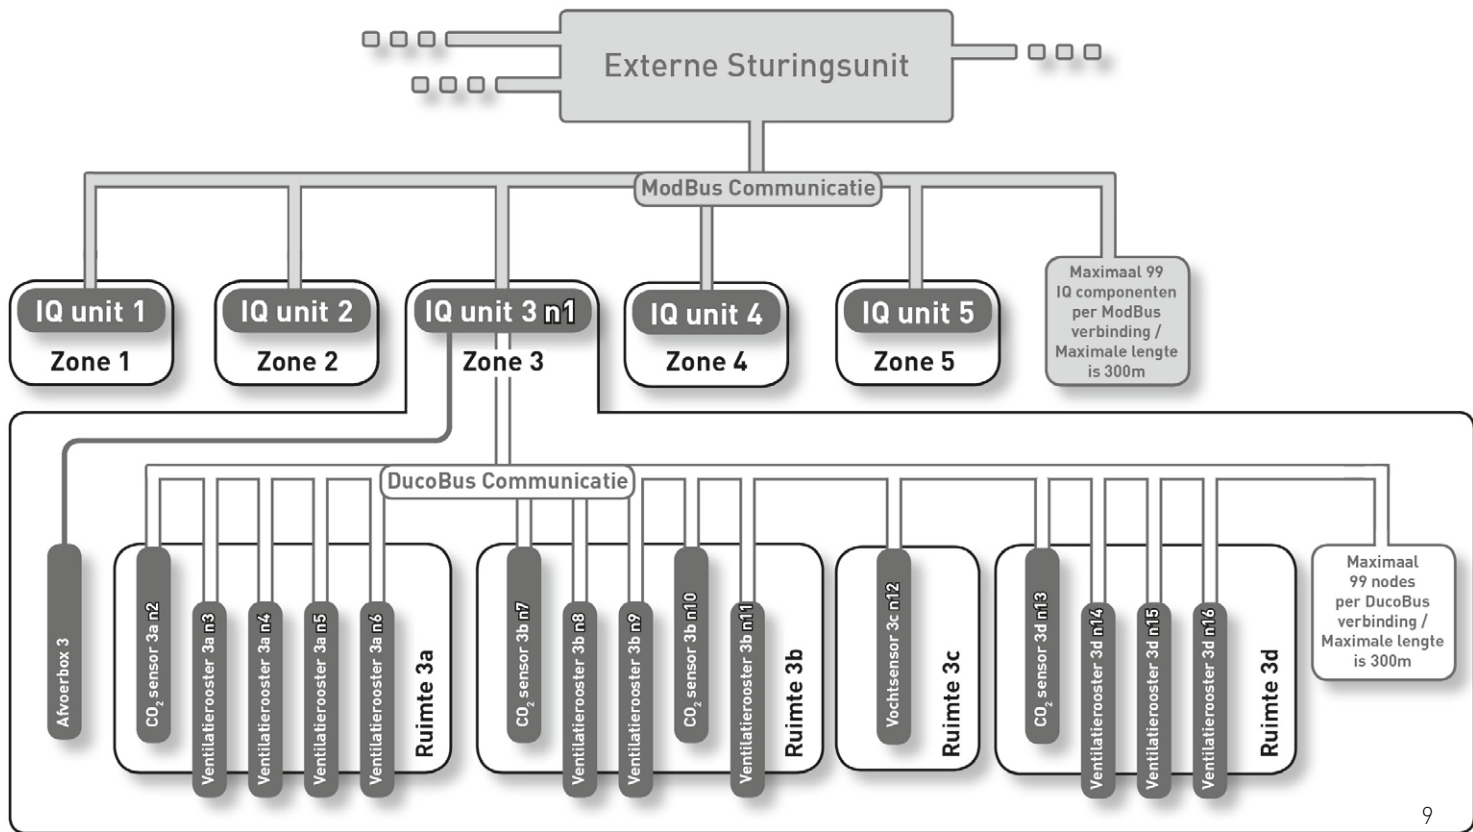 Externe Sturingsunit
ModBus Communicatie
IQ unit 1
Zone 1
IQ unit 2
Zone 2
IQ unit 3 n1
Zone 3
IQ unit 4
Zone 4
IQ unit 5
Zone 5
Maximaal 99
IQ componenten
per ModBus
verbinding /
Maximale lengte
is 300m
DucoBus Communicatie
Afvoerbox 3
CO₂ sensor 3a n2
Ventilatierooster 3a n3
Ventilatierooster 3a n4
Ventilatierooster 3a n5
Ventilatierooster 3a n6
Ruimte 3a
CO₂ sensor 3b n7
Ventilatierooster 3b n8
Ventilatierooster 3b n9
CO₂ sensor 3b n10
Ventilatierooster 3b n11
Ruimte 3b
Vochtsensor 3c n12
Ruimte 3c
CO₂ sensor 3d n13
Ventilatierooster 3d n14
Ventilatierooster 3d n15
Ventilatierooster 3d n16
Ruimte 3d
Maximaal
99 nodes
per DucoBus
verbinding /
Maximale lengte
is 300m
9